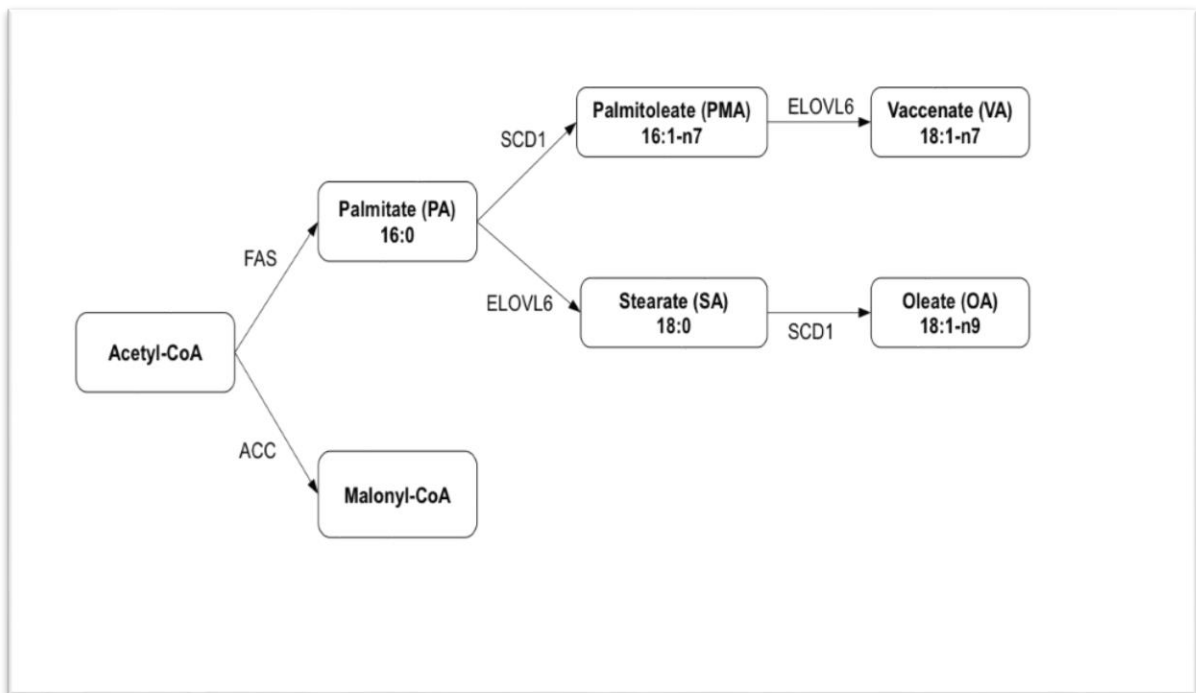 Palmitoleate (PMA)
16:1-n7
ELOVL6
Vaccenate (VA)
18:1-n7
SCD1
Palmitate (PA)
16:0
FAS
ELOVL6
Stearate (SA)
18:0
SCD1
Oleate (OA)
18:1-n9
Acetyl-CoA
ACC
Malonyl-CoA